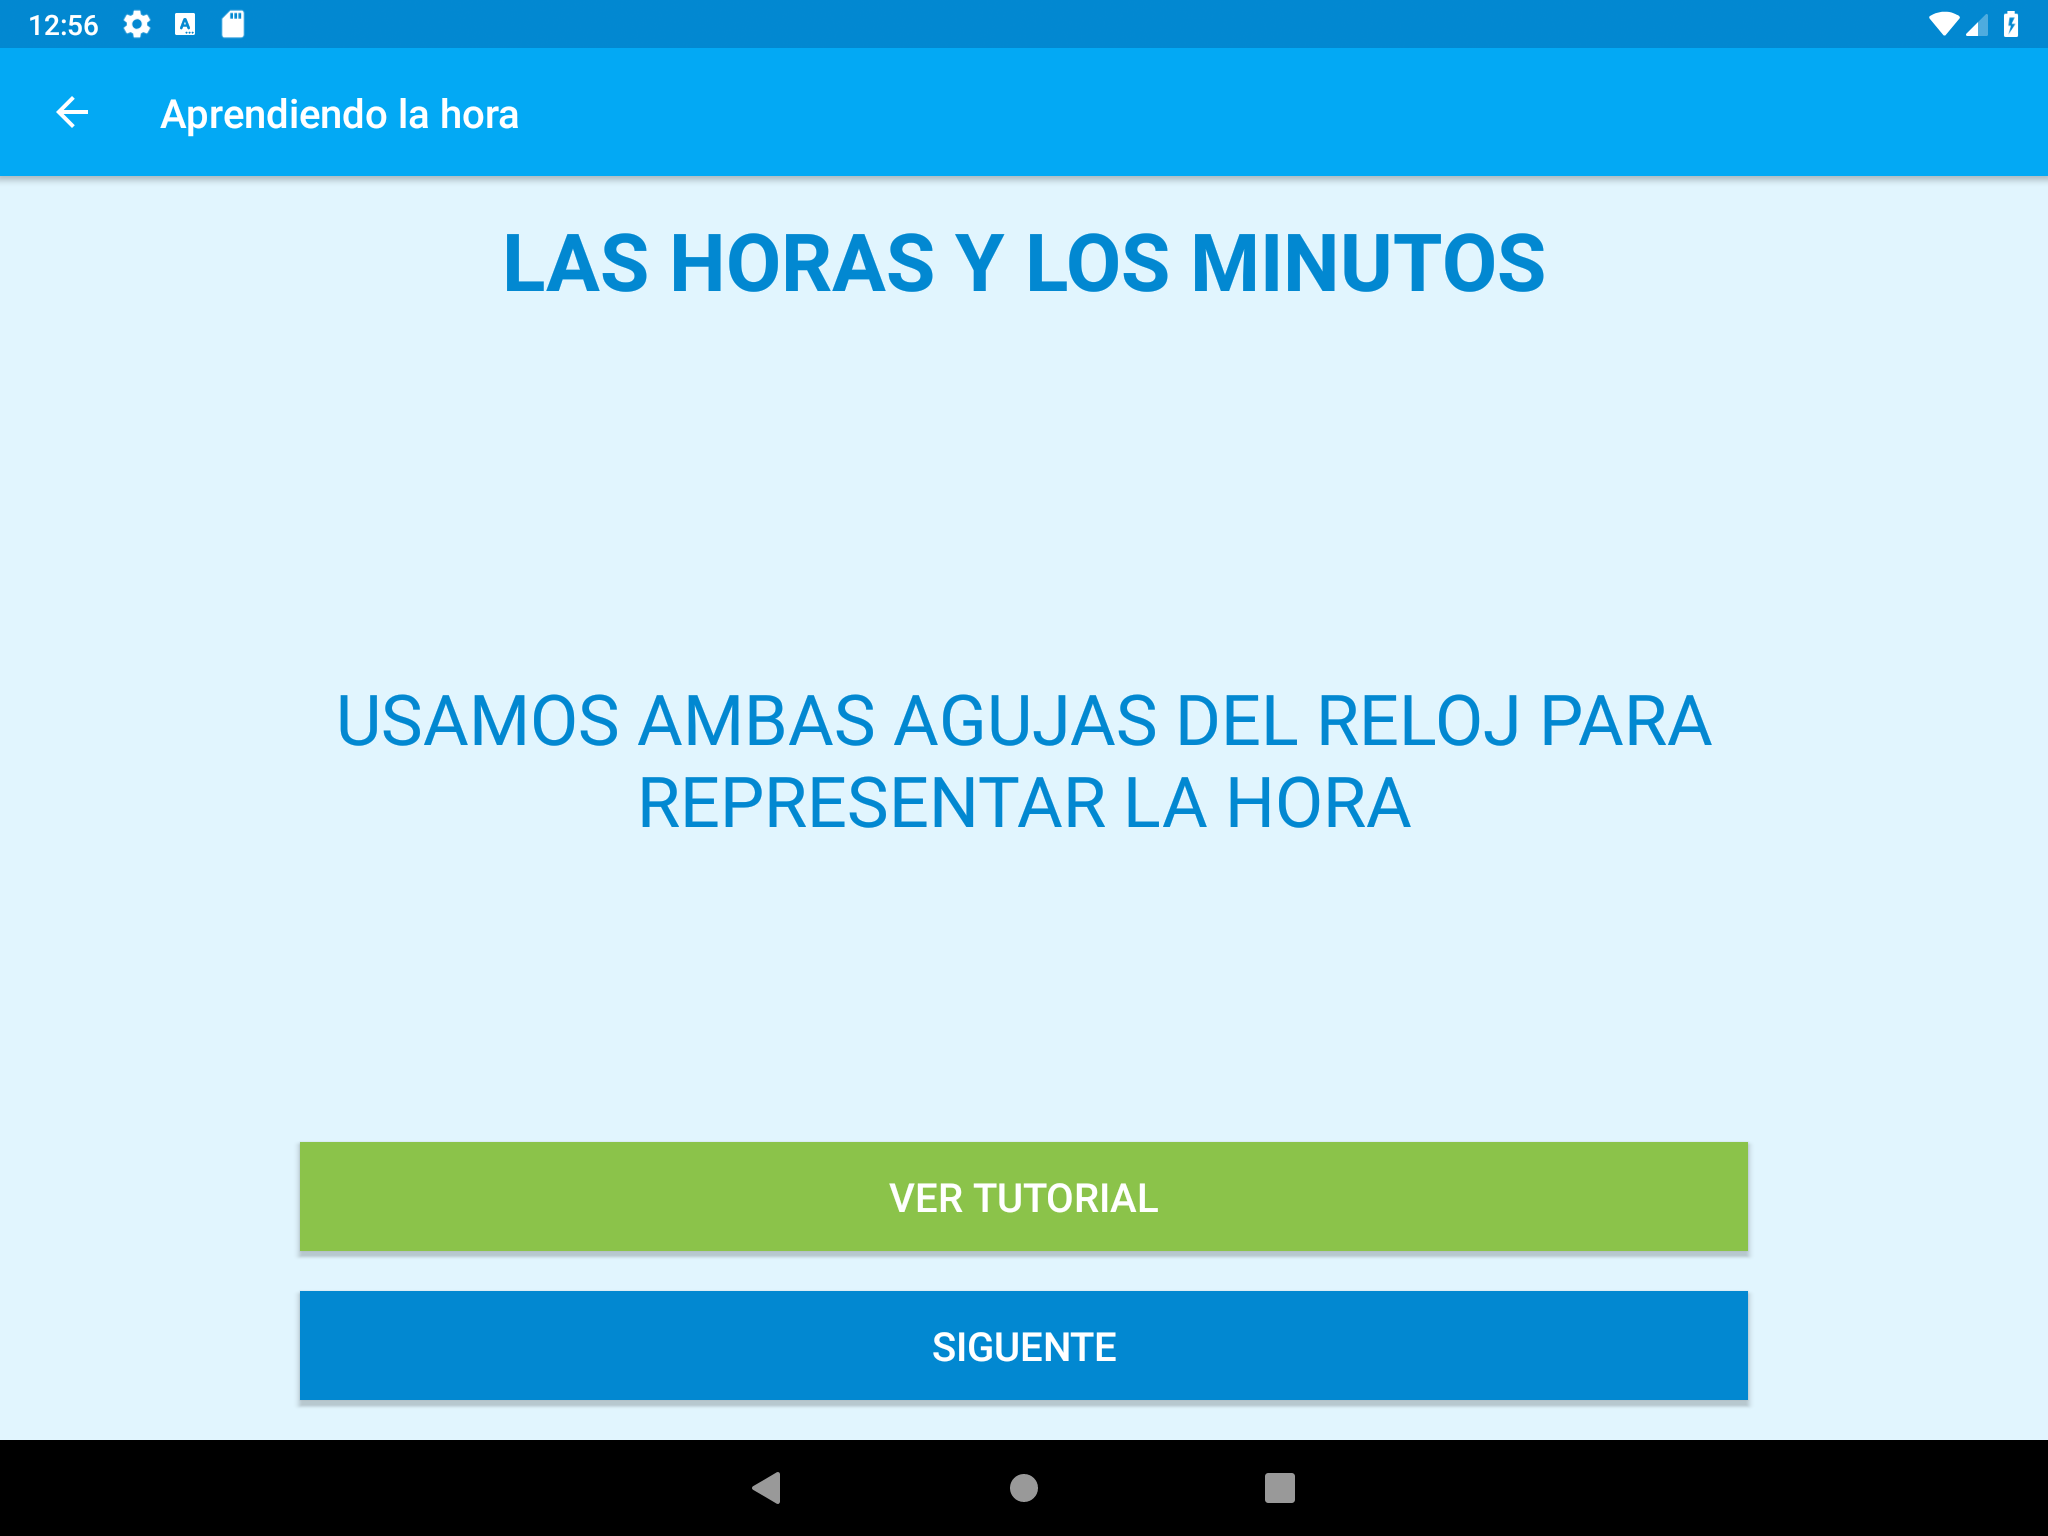 12:56
Aprendiendo la hora
LAS HORAS Y LOS MINUTOS
USAMOS AMBAS AGUJAS DEL RELOJ PARA
REPRESENTAR LA HORA
VER TUTORIAL
SIGUENTE